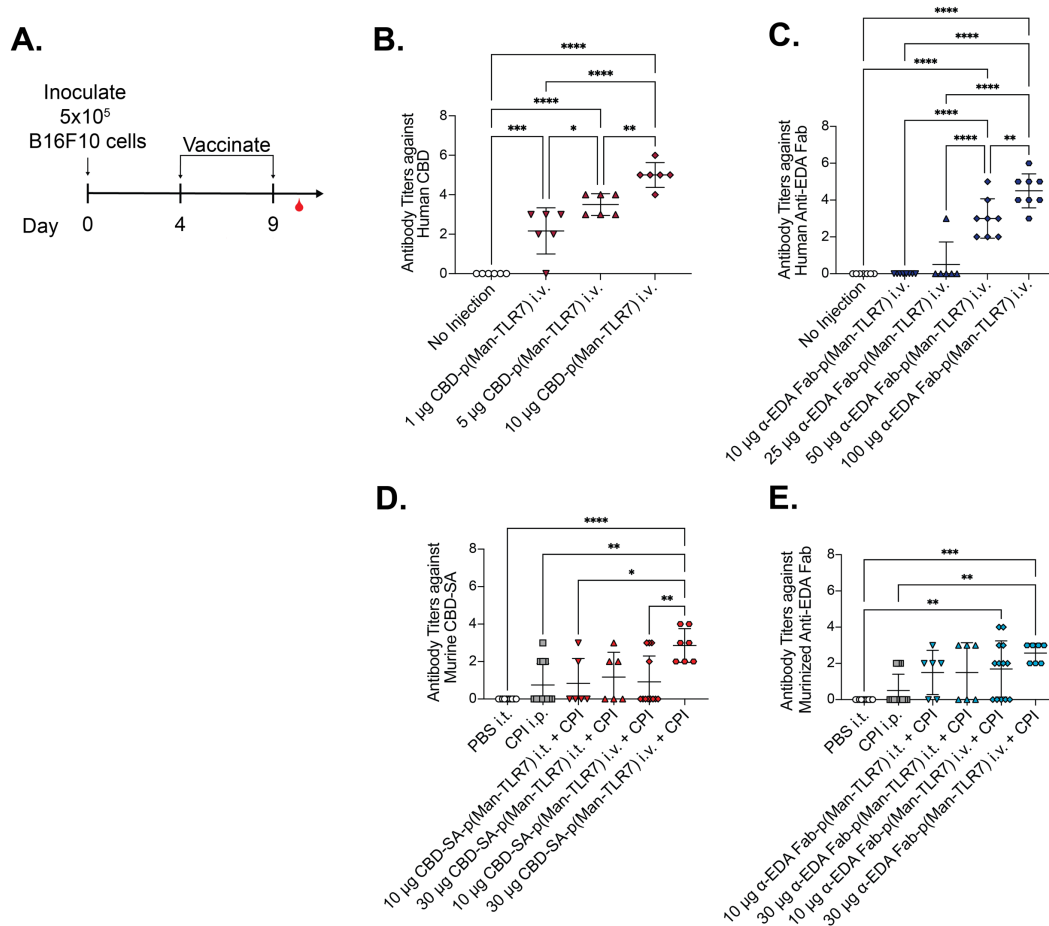 A.
Inoculate
5x10⁵
B16F10 cells
Vaccinate
Day
0
4
9
B.
****
****
****
***
*
**
8
6
4
2
0
Antibody Titers against
Human CBD
No Injection
1 µg CBD-p(Man-TLR7) i.v.
5 µg CBD-p(Man-TLR7) i.v.
10 µg CBD-p(Man-TLR7) i.v.
C.
****
****
****
****
****
****
**
8
6
4
2
0
Antibody Titers against
Human Anti-EDA Fab
No Injection
10 µg α-EDA Fab-p(Man-TLR7) i.v.
25 µg α-EDA Fab-p(Man-TLR7) i.v.
50 µg α-EDA Fab-p(Man-TLR7) i.v.
100 µg α-EDA Fab-p(Man-TLR7) i.v.
D.
****
**
*
**
8
6
4
2
0
Antibody Titers against
Murine CBD-SA
PBS i.t.
CPI i.p.
10 µg CBD-SA-p(Man-TLR7) i.t. + CPI
30 µg CBD-SA-p(Man-TLR7) i.t. + CPI
10 µg CBD-SA-p(Man-TLR7) i.v. + CPI
30 µg CBD-SA-p(Man-TLR7) i.v. + CPI
E.
***
**
**
8
6
4
2
0
Antibody Titers against
Murinized Anti-EDA Fab
PBS i.t.
CPI i.p.
10 µg α-EDA Fab-p(Man-TLR7) i.t. + CPI
30 µg α-EDA Fab-p(Man-TLR7) i.t. + CPI
10 µg α-EDA Fab-p(Man-TLR7) i.v. + CPI
30 µg α-EDA Fab-p(Man-TLR7) i.v. + CPI